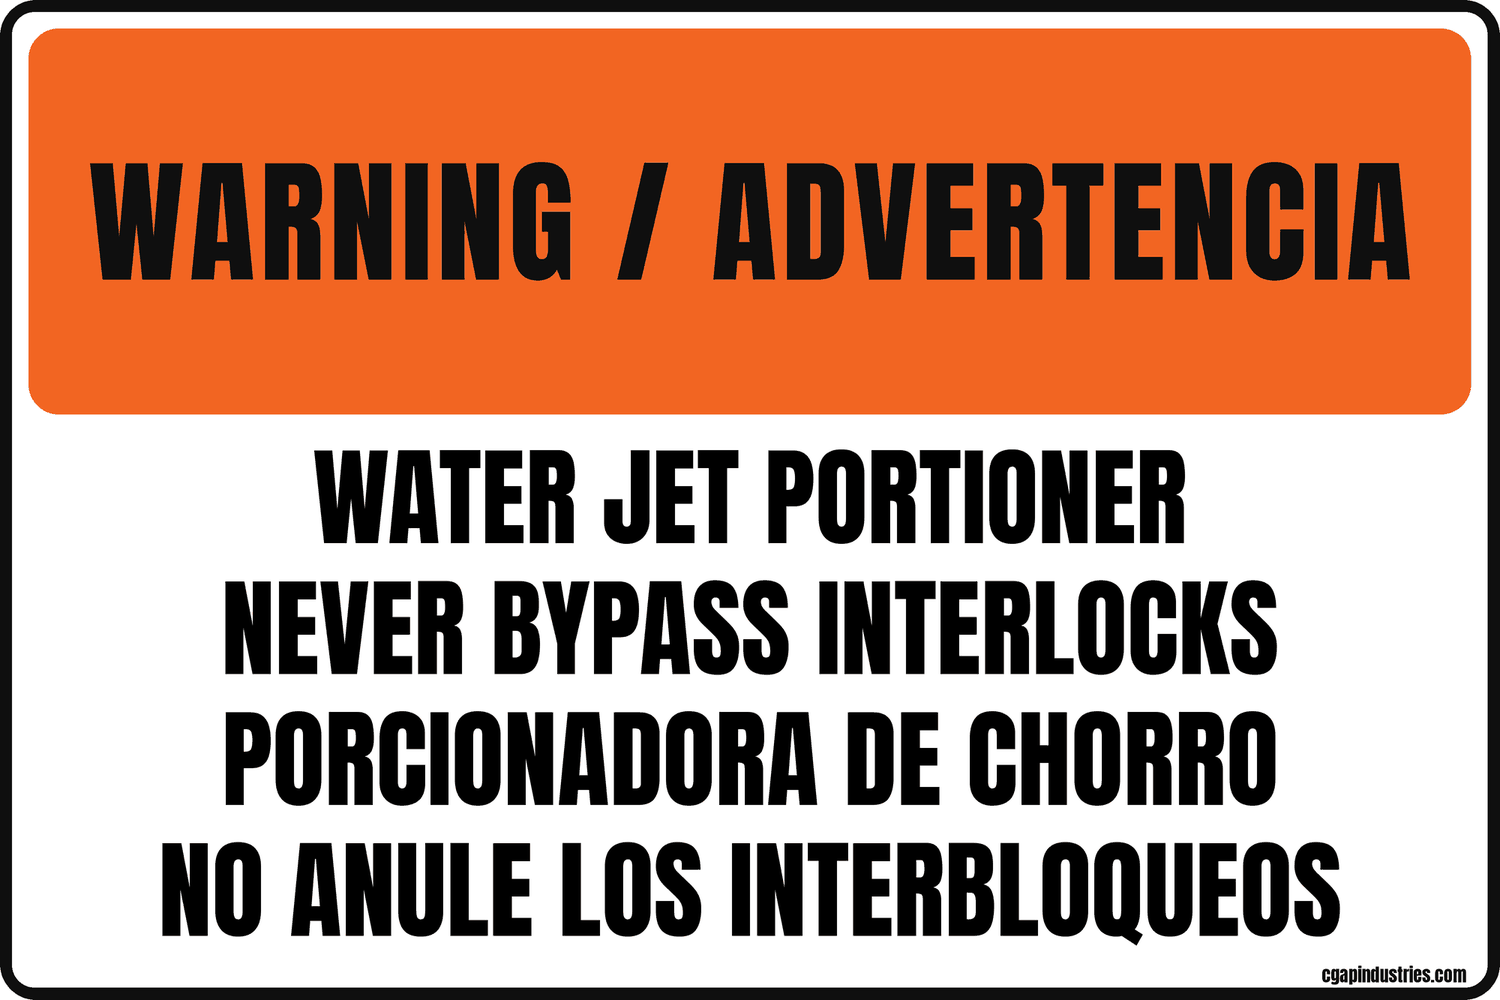 WARNING / ADVERTENCIA
WATER JET PORTIONER
NEVER BYPASS INTERLOCKS
PORCIONADORA DE CHORRO
NO ANULE LOS INTERBLOQUEOS
cgapindustries.com